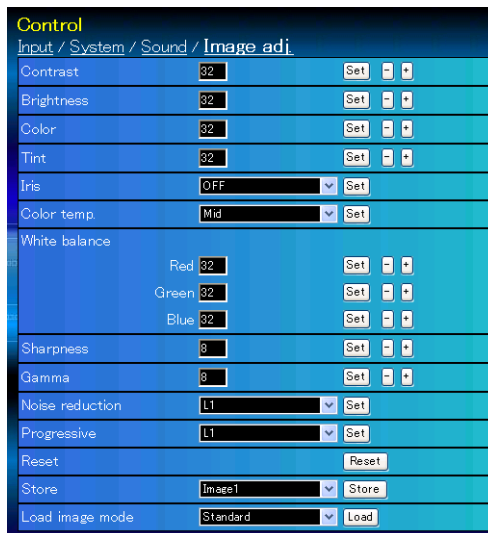 Control
Input / System / Sound / Image adj.
Contrast 32 Set - +
Brightness 32 Set - +
Color 32 Set - +
Tint 32 Set - +
Iris OFF Set
Color temp. Mid Set
White balance
Red 32 Set - +
Green 32 Set - +
Blue 32 Set - +
Sharpness 8 Set - +
Gamma 8 Set - +
Noise reduction L1 Set
Progressive L1 Set
Reset Reset
Store Image1 Store
Load image mode Standard Load